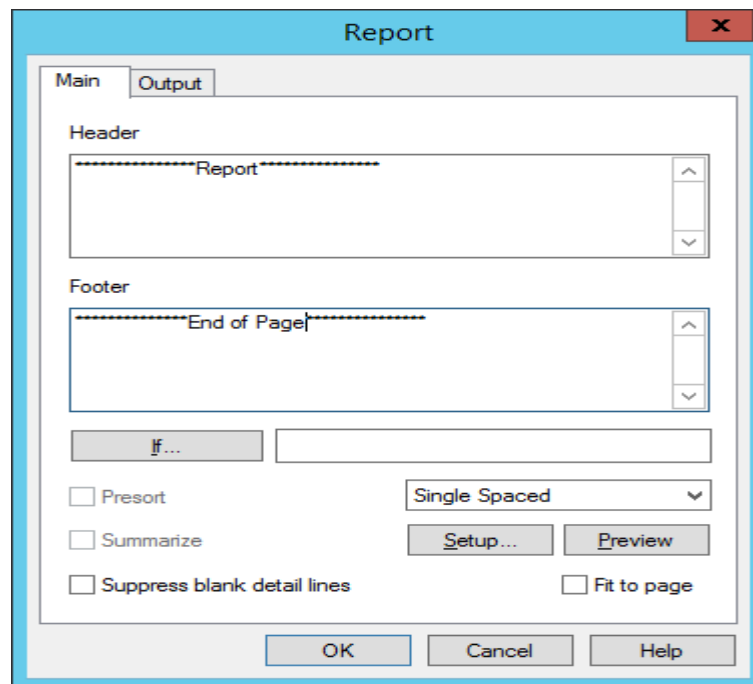 Report
x
Main Output
Header
***************Report***************
Footer
**************End of Page***************
If...
Presort Single Spaced
Summarize Setup... Preview
Suppress blank detail lines Fit to page
OK Cancel Help